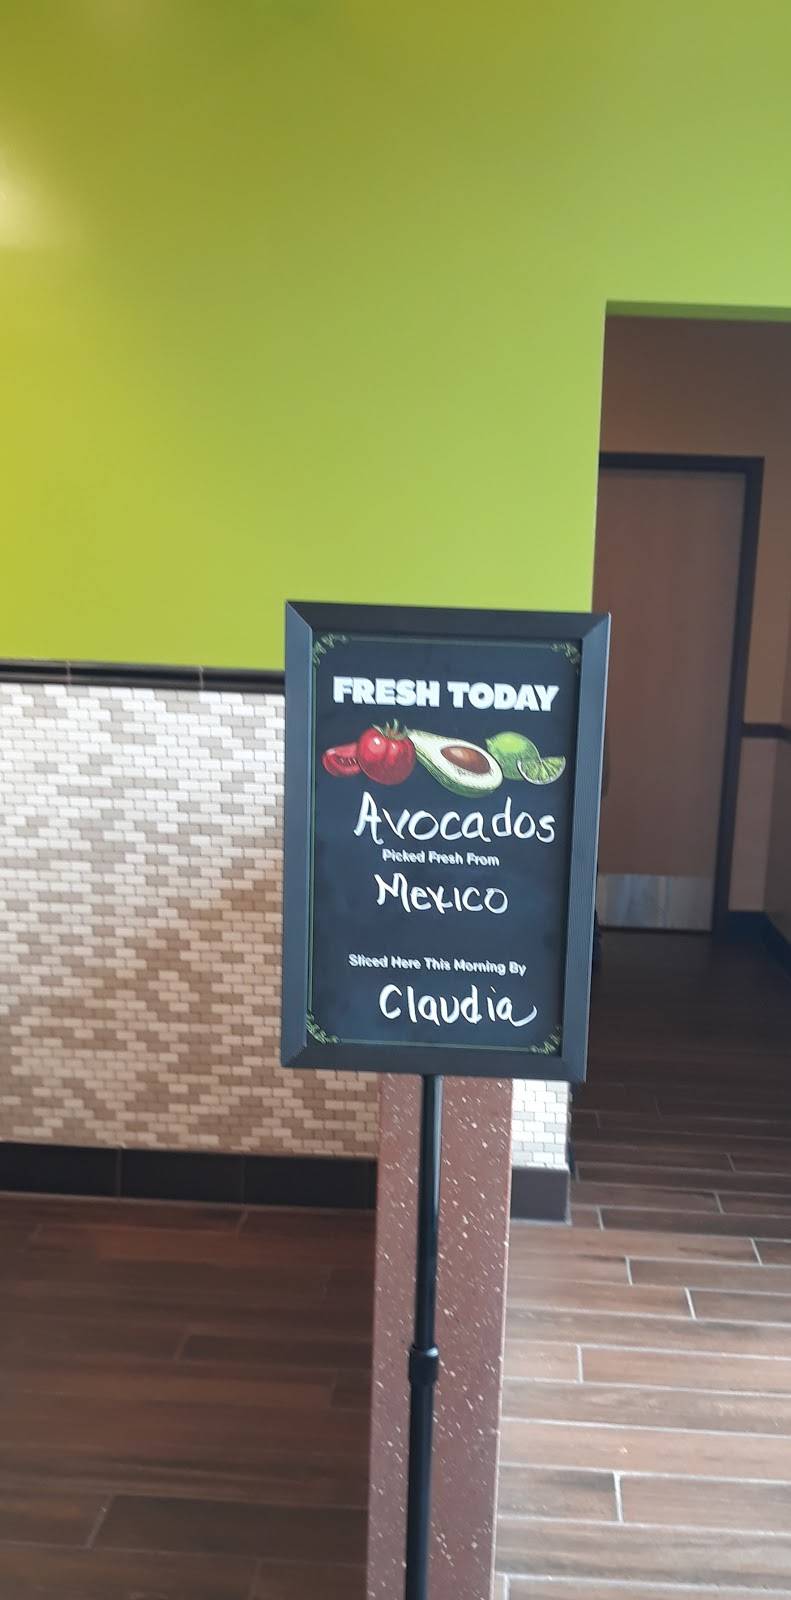 FRESH TODAY
Avocados
Picked Fresh From
Mexico
Sliced Here This Morning By
Claudia